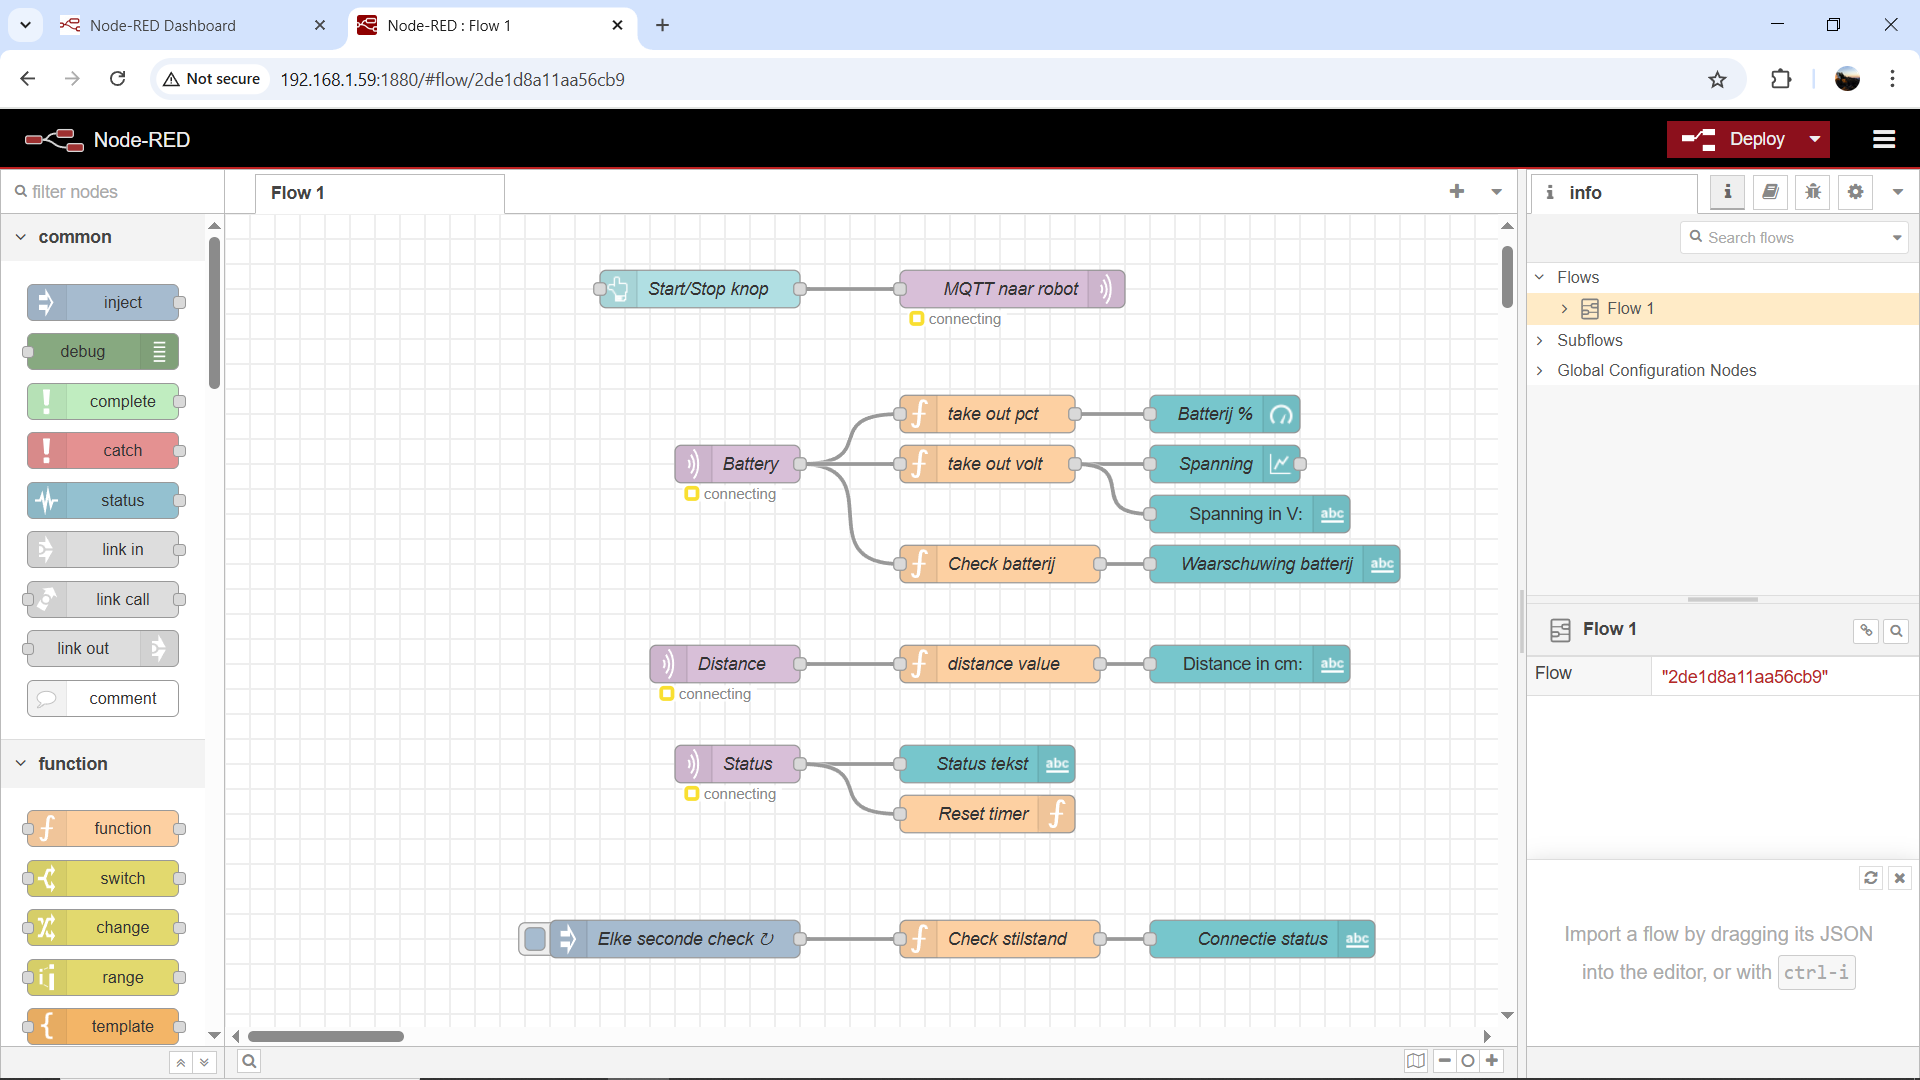 Node-RED Dashboard
Node-RED : Flow 1
Not secure
192.168.1.59:1880/#flow/2de1d8a11aa56cb9
Node-RED
Deploy
filter nodes
Flow 1
info
Search flows
common
inject
debug
complete
catch
status
link in
link call
link out
comment
function
function
switch
change
range
template
Start/Stop knop
MQTT naar robot
connecting
Battery
connecting
take out pct
Batterij %
take out volt
Spanning
Spanning in V:
abc
Check batterij
Waarschuwing batterij
abc
Distance
connecting
distance value
Distance in cm:
abc
Status
connecting
Status tekst
abc
Reset timer
Elke seconde check ↻
Check stilstand
Connectie status
abc
Flows
Flow 1
Subflows
Global Configuration Nodes
Flow 1
Flow
"2de1d8a11aa56cb9"
Import a flow by dragging its JSON
into the editor, or with ctrl-i